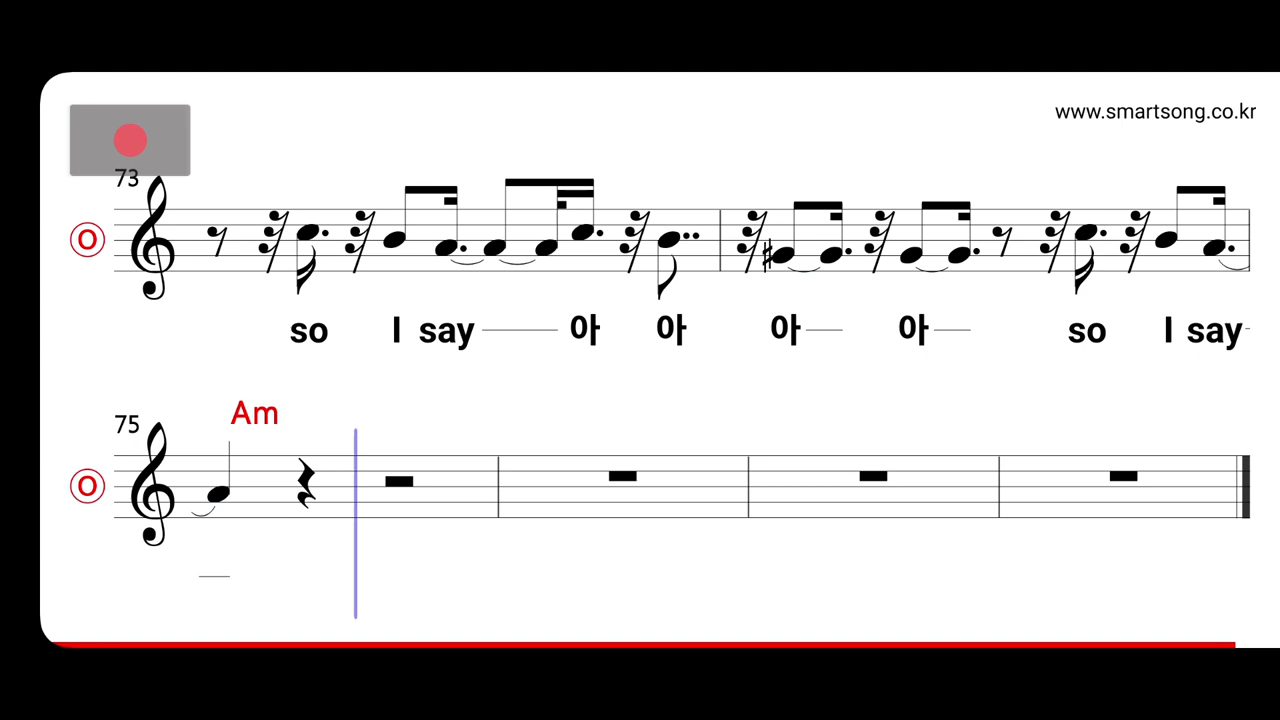 www.smartsong.co.kr
73
O
so I say 아 아 아 아 so I say
Am
75
O